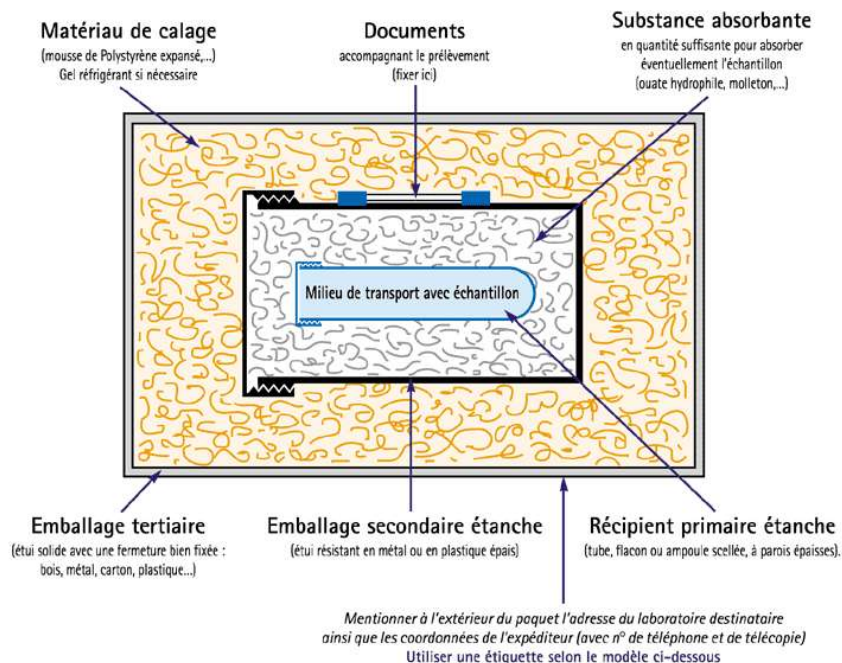 Matériau de calage
(mousse de Polystyrène expansé,...)
Gel réfrigérant si nécessaire
Documents
accompagnant le prélèvement
(fixer ici)
Substance absorbante
en quantité suffisante pour absorber
éventuellement l'échantillon
(ouate hydrophile, molleton,...)
Milieu de transport avec échantillon
Emballage tertiaire
(étui solide avec une fermeture bien fixée :
bois, métal, carton, plastique...)
Emballage secondaire étanche
(étui résistant en métal ou en plastique épais)
Récipient primaire étanche
(tube, flacon ou ampoule scellée, à parois épaisses).
Mentionner à l'extérieur du paquet l'adresse du laboratoire destinataire
ainsi que les coordonnées de l'expéditeur (avec n° de téléphone et de télécopie)
Utiliser une étiquette selon le modèle ci-dessous